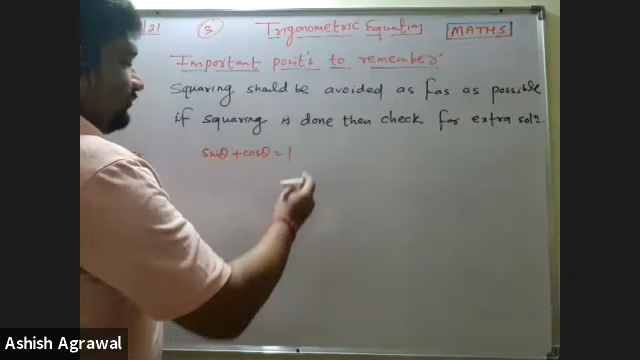 /21 (3) Trigonometric Equation MATHS
Important point's to remember
Squaring should be avoided as far as possible
if squaring is done then check for extra solⁿ.
sinθ + cosθ = 1
Ashish Agrawal